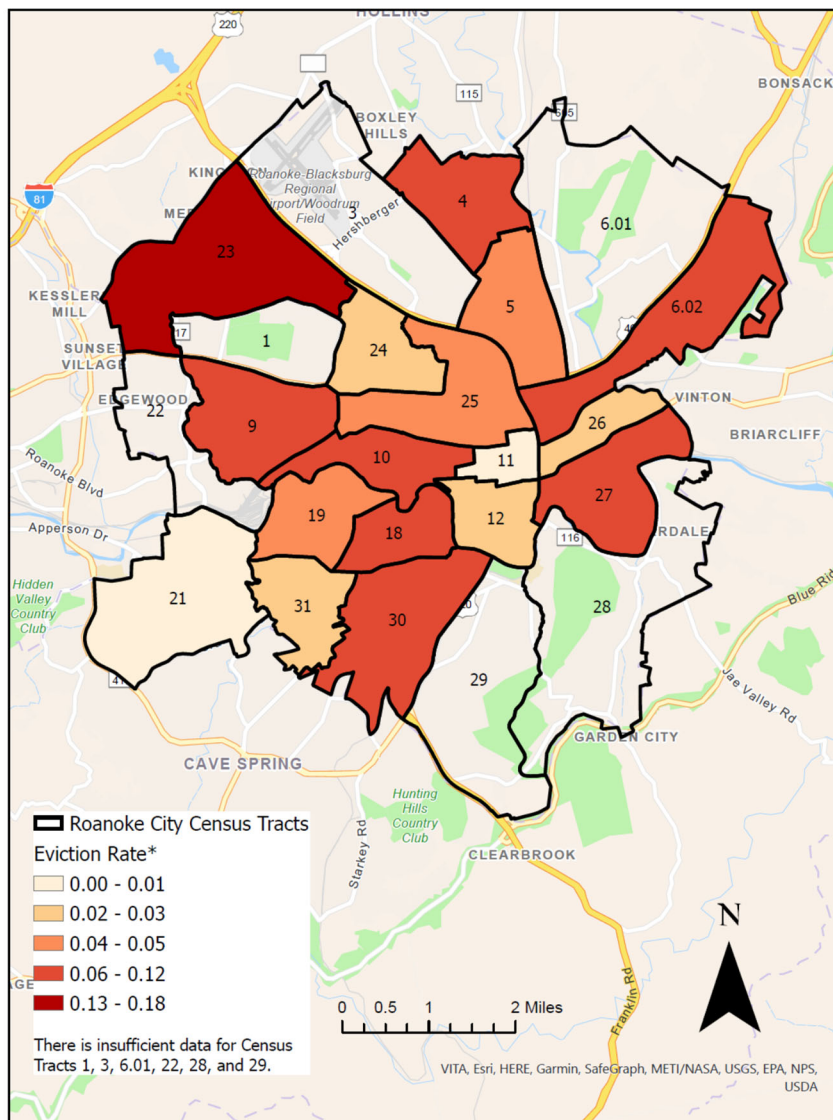 HOLLINS
220
BONSACK
115
605
BOXLEY
HILLS
Roanoke-Blacksburg
Regional
Airport/Woodrum
Field
81
Hershberger
3
4
6.01
23
KESSLER
MILL
5
6.02
SUNSET
VILLAGE
1
24
EDGEWOOD
22
VINTON
25
26
9
BRIARCLIFF
Roanoke Blvd
10
11
27
Apperson Dr
19
12
18
116
RDALE
Hidden
Valley
Country
Club
21
31
30
28
Blue Rid
29
Jae Valley Rd
GARDEN CITY
CAVE SPRING
Hunting
Hills
Country
Club
Starkey Rd
CLEARBROOK
Franklin Rd
Roanoke City Census Tracts
Eviction Rate*
0.00 - 0.01
0.02 - 0.03
0.04 - 0.05
0.06 - 0.12
0.13 - 0.18
There is insufficient data for Census
Tracts 1, 3, 6.01, 22, 28, and 29.
N
0 0.5 1 2 Miles
VITA, Esri, HERE, Garmin, SafeGraph, METI/NASA, USGS, EPA, NPS,
USDA